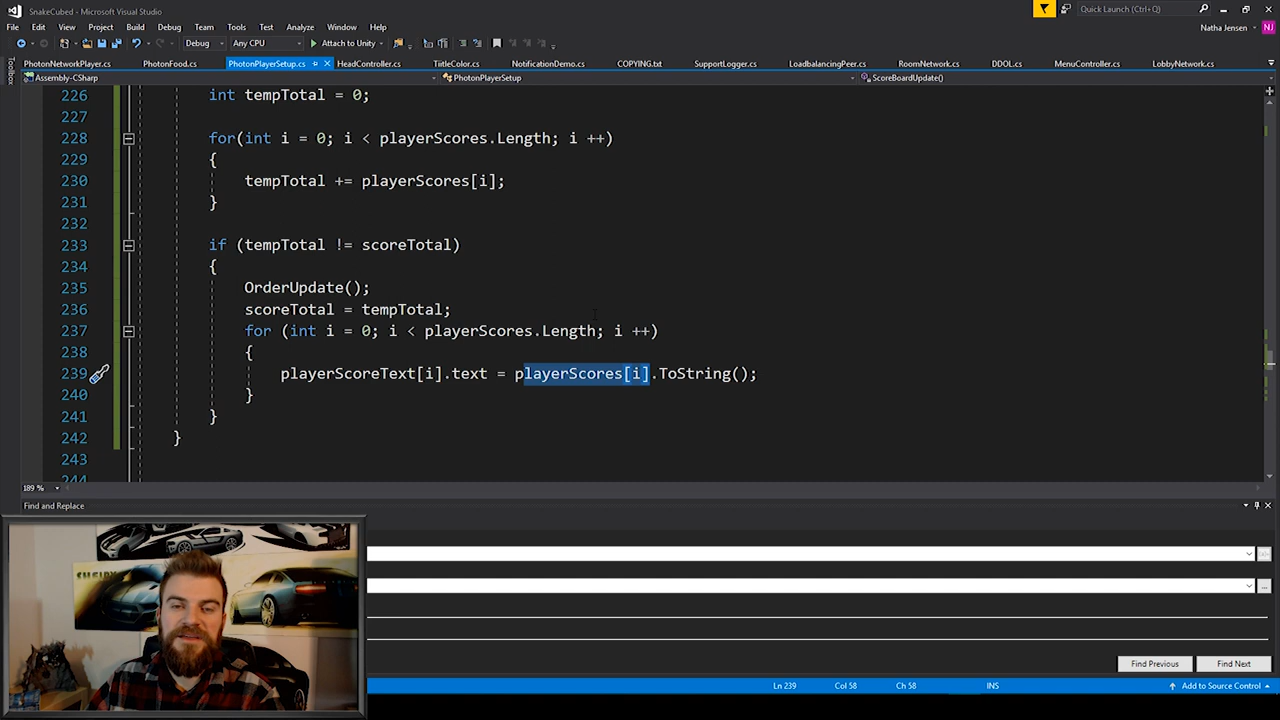 SnakeCubed - Microsoft Visual Studio
Quick Launch (Ctrl+Q)
File Edit View Project Build Debug Team Tools Test Analyze Window Help
Natha Jensen
NJ
Debug Any CPU Attach to Unity
PhotonNetworkPlayer.cs PhotonFood.cs PhotonPlayerSetup.cs HeadController.cs TitleColor.cs NotificationDemo.cs COPYING.txt SupportLogger.cs LoadbalancingPeer.cs RoomNetwork.cs DDOL.cs MenuController.cs LobbyNetwork.cs
Toolbox
Assembly-CSharp PhotonPlayerSetup ScoreBoardUpdate()
226 int tempTotal = 0;
227
228 for(int i = 0; i < playerScores.Length; i ++)
229 {
230 tempTotal += playerScores[i];
231 }
232
233 if (tempTotal != scoreTotal)
234 {
235 OrderUpdate();
236 scoreTotal = tempTotal;
237 for (int i = 0; i < playerScores.Length; i ++)
238 {
239 playerScoreText[i].text = playerScores[i].ToString();
240 }
241 }
242 }
243
244
189 %
Find and Replace
SHELBY
Find Previous Find Next
Ln 239 Col 58 Ch 58 INS Add to Source Control